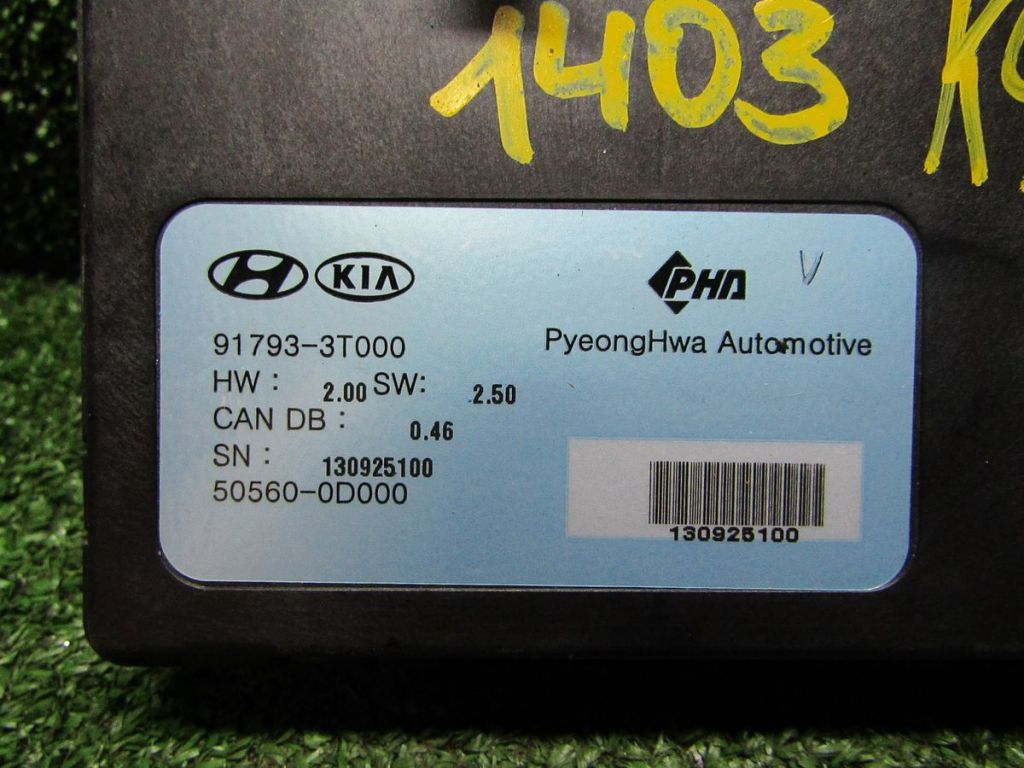 1403
KIA
PHA
V
91793-3T000
PyeongHwa Automotive
HW : 2.00 SW: 2.50
CAN DB : 0.46
SN : 130925100
50560-0D000
130925100